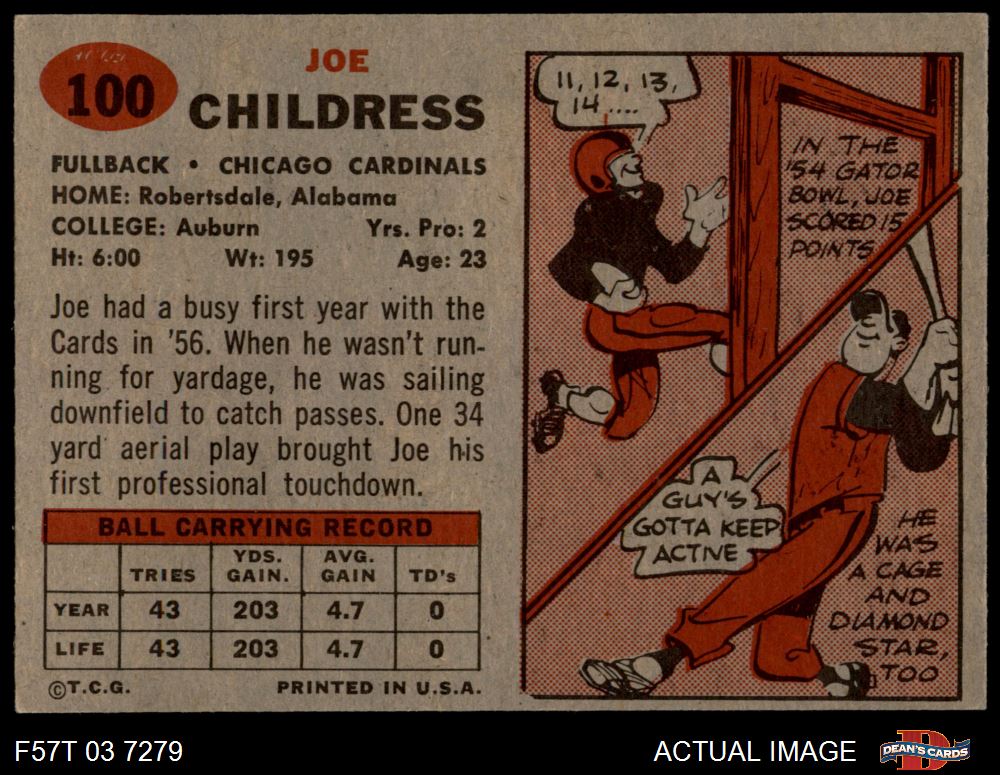 100
JOE
CHILDRESS
FULLBACK • CHICAGO CARDINALS
HOME: Robertsdale, Alabama
COLLEGE: Auburn Yrs. Pro: 2
Ht: 6:00 Wt: 195 Age: 23
Joe had a busy first year with the
Cards in '56. When he wasn't run-
ning for yardage, he was sailing
downfield to catch passes. One 34
yard aerial play brought Joe his
first professional touchdown.
BALL CARRYING RECORD
TRIES YDS. GAIN. AVG. GAIN TD's
YEAR 43 203 4.7 0
LIFE 43 203 4.7 0
©T.C.G. PRINTED IN U.S.A.
11, 12, 13,
14....
IN THE
'54 GATOR
BOWL, JOE
SCORED 15
POINTS
A
GUY'S
GOTTA KEEP
ACTIVE
HE
WAS
A CAGE
AND
DIAMOND
STAR,
TOO
F57T 03 7279 ACTUAL IMAGE DEAN'S CARDS